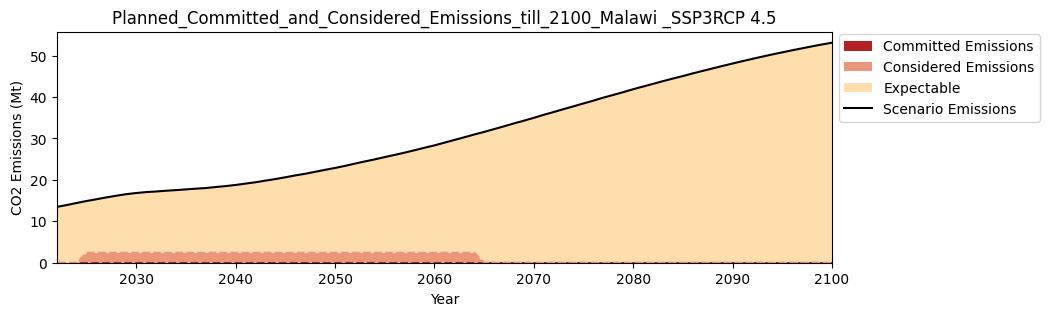 Planned_Committed_and_Considered_Emissions_till_2100_Malawi _SSP3RCP 4.5
Committed Emissions
Considered Emissions
Expectable
Scenario Emissions
CO2 Emissions (Mt)
50
40
30
20
10
0
2030 2040 2050 2060 2070 2080 2090 2100
Year